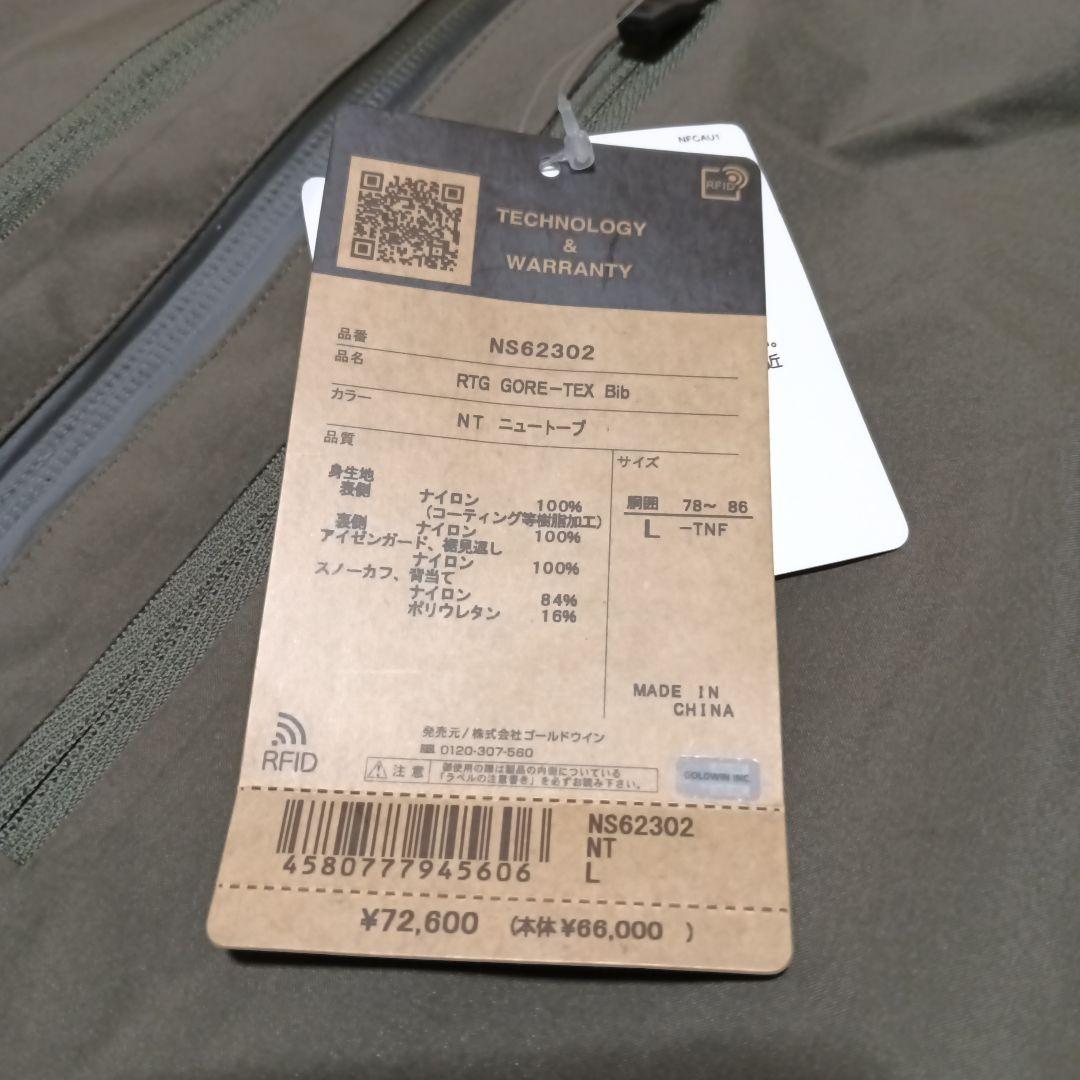 NFCAU1
RFID
TECHNOLOGY
&
WARRANTY
品番 NS62302
品名 RTG GORE-TEX Bib
カラー NT ニュートープ
品質
身生地
表側 ナイロン 100%
(コーティング等樹脂加工)
裏側 ナイロン 100%
アイゼンガード、裾見返し
ナイロン 100%
スノーカフ、背当て
ナイロン 84%
ポリウレタン 16%
サイズ
胴囲 78~ 86
L -TNF
MADE IN
CHINA
近
RFID
発売元/株式会社ゴールドウイン
0120-307-560
注意
御使用の際は製品の内側についている
「ラベルの注意書き」を必ずお読み下さい。
GOLDWIN INC.
4580777945606
NS62302
NT
L
¥72,600 (本体¥66,000 )